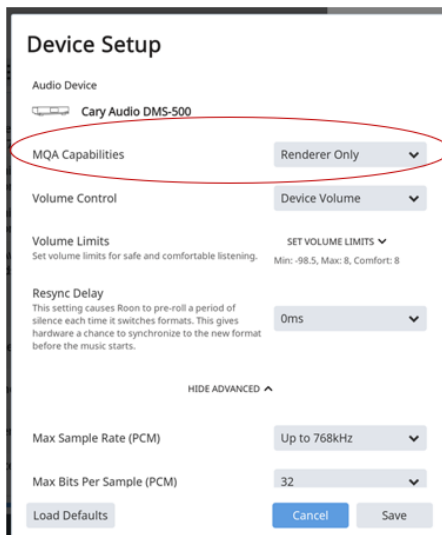 Device Setup
Audio Device
Cary Audio DMS-500
MQA Capabilities
Renderer Only
Volume Control
Device Volume
Volume Limits
SET VOLUME LIMITS
Set volume limits for safe and comfortable listening.
Min: -98.5, Max: 8, Comfort: 8
Resync Delay
This setting causes Roon to pre-roll a period of
silence each time it switches formats. This gives
hardware a chance to synchronize to the new format
before the music starts.
0ms
HIDE ADVANCED
Max Sample Rate (PCM)
Up to 768kHz
Max Bits Per Sample (PCM)
32
Load Defaults
Cancel
Save